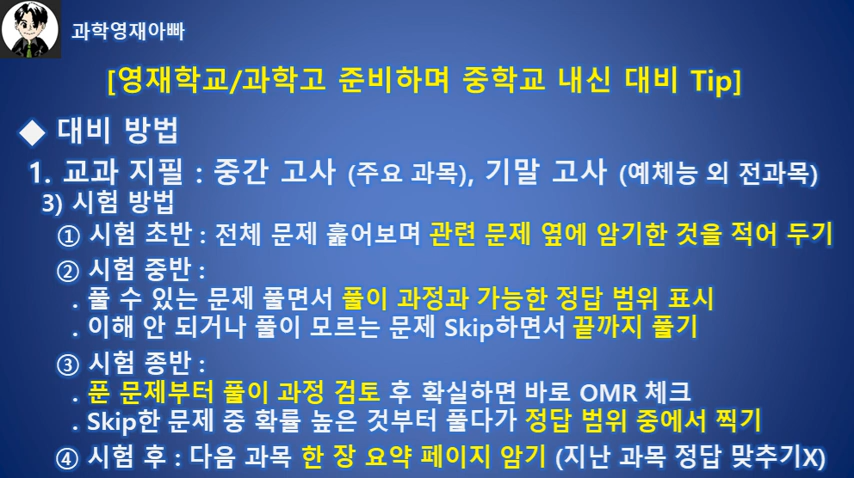 과학영재아빠
[영재학교/과학고 준비하며 중학교 내신 대비 Tip]
◆ 대비 방법
1. 교과 지필 : 중간 고사 (주요 과목), 기말 고사 (예체능 외 전과목)
3) 시험 방법
① 시험 초반 : 전체 문제 훑어보며 관련 문제 옆에 암기한 것을 적어 두기
② 시험 중반 :
. 풀 수 있는 문제 풀면서 풀이 과정과 가능한 정답 범위 표시
. 이해 안 되거나 풀이 모르는 문제 Skip하면서 끝까지 풀기
③ 시험 종반 :
. 푼 문제부터 풀이 과정 검토 후 확실하면 바로 OMR 체크
. Skip한 문제 중 확률 높은 것부터 풀다가 정답 범위 중에서 찍기
④ 시험 후 : 다음 과목 한 장 요약 페이지 암기 (지난 과목 정답 맞추기X)